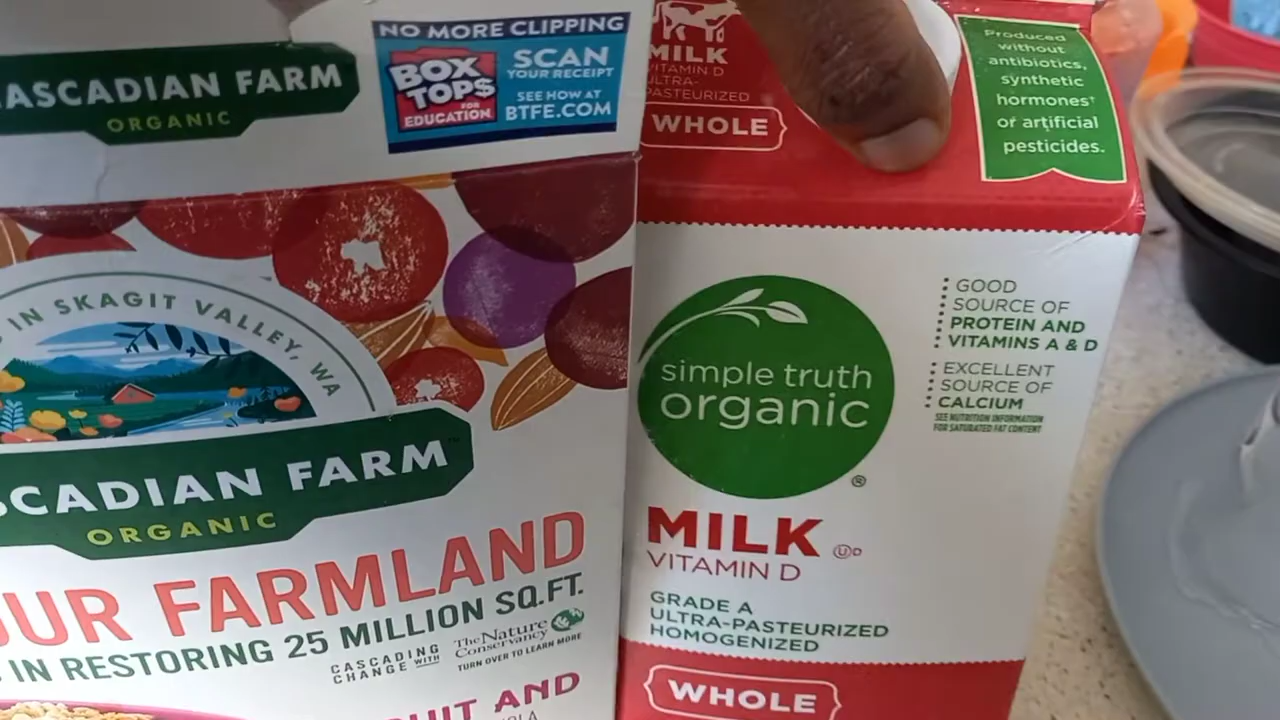 NO MORE CLIPPING
BOX
TOPS
FOR
EDUCATION
SCAN
YOUR RECEIPT
SEE HOW AT
BTFE.COM
ASCADIAN FARM
ORGANIC
IN SKAGIT VALLEY, WA
SCADIAN FARM
ORGANIC
OUR FARMLAND
IN RESTORING 25 MILLION SQ.FT.
CASCADING
CHANGE WITH
The Nature
Conservancy
TURN OVER TO LEARN MORE
UIT AND
MILK
VITAMIN D
ULTRA-
PASTEURIZED
WHOLE
Produced
without
antibiotics,
synthetic
hormones†
or artificial
pesticides.
simple truth
organic
®
GOOD
SOURCE OF
PROTEIN AND
VITAMINS A & D
EXCELLENT
SOURCE OF
CALCIUM
SEE NUTRITION INFORMATION
FOR SATURATED FAT CONTENT
MILK
VITAMIN D
GRADE A
ULTRA-PASTEURIZED
HOMOGENIZED
WHOLE